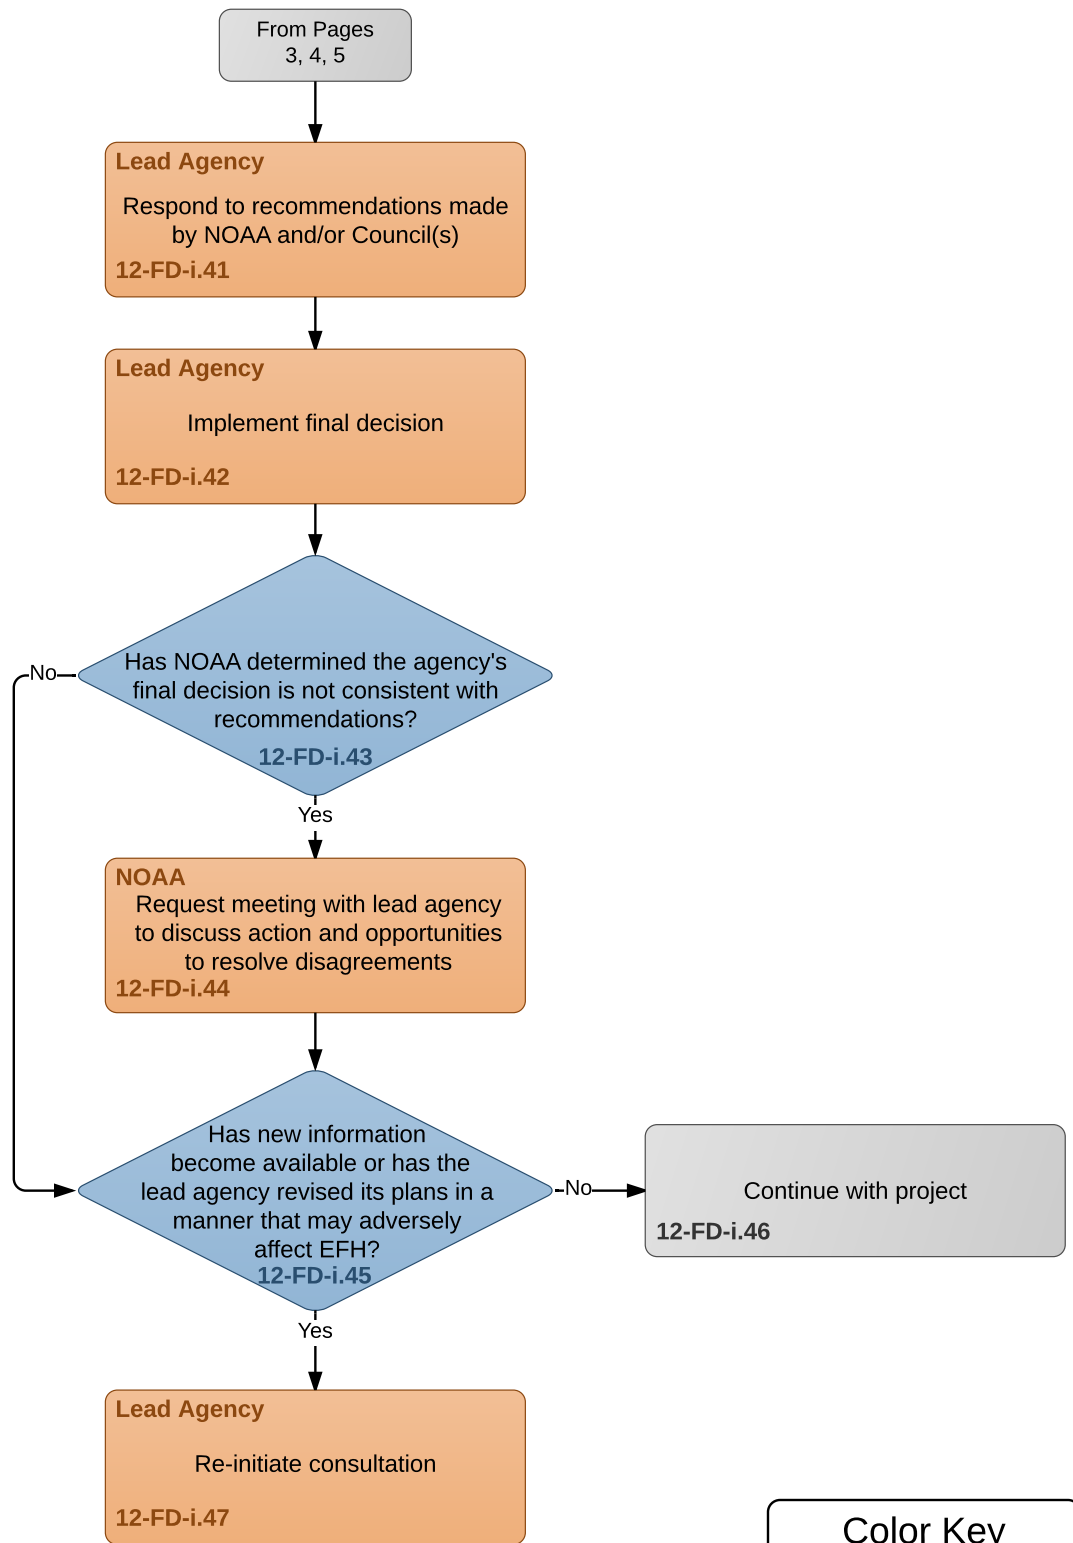 From Pages
3, 4, 5
Lead Agency
Respond to recommendations made
by NOAA and/or Council(s)
12-FD-i.41
Lead Agency
Implement final decision
12-FD-i.42
Has NOAA determined the agency's
final decision is not consistent with
recommendations?
12-FD-i.43
No
Yes
NOAA
Request meeting with lead agency
to discuss action and opportunities
to resolve disagreements
12-FD-i.44
Has new information
become available or has the
lead agency revised its plans in a
manner that may adversely
affect EFH?
12-FD-i.45
No
Continue with project
12-FD-i.46
Yes
Lead Agency
Re-initiate consultation
12-FD-i.47
Color Key